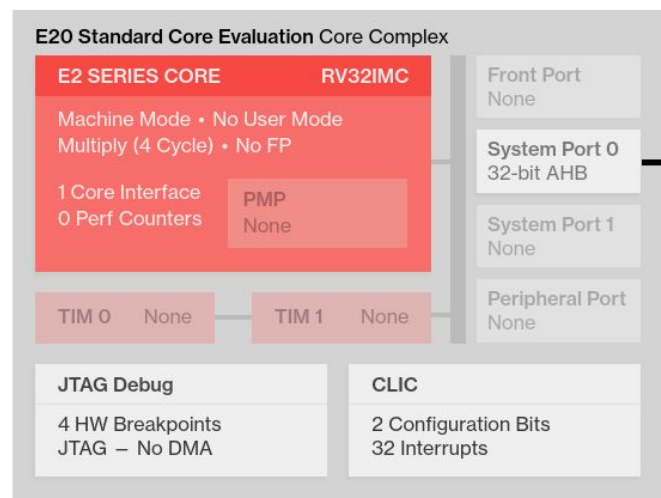 E20 Standard Core Evaluation Core Complex
E2 SERIES CORE RV32IMC
Machine Mode • No User Mode
Multiply (4 Cycle) • No FP
1 Core Interface
0 Perf Counters
PMP
None
TIM 0 None
TIM 1 None
Front Port
None
System Port 0
32-bit AHB
System Port 1
None
Peripheral Port
None
JTAG Debug
4 HW Breakpoints
JTAG – No DMA
CLIC
2 Configuration Bits
32 Interrupts